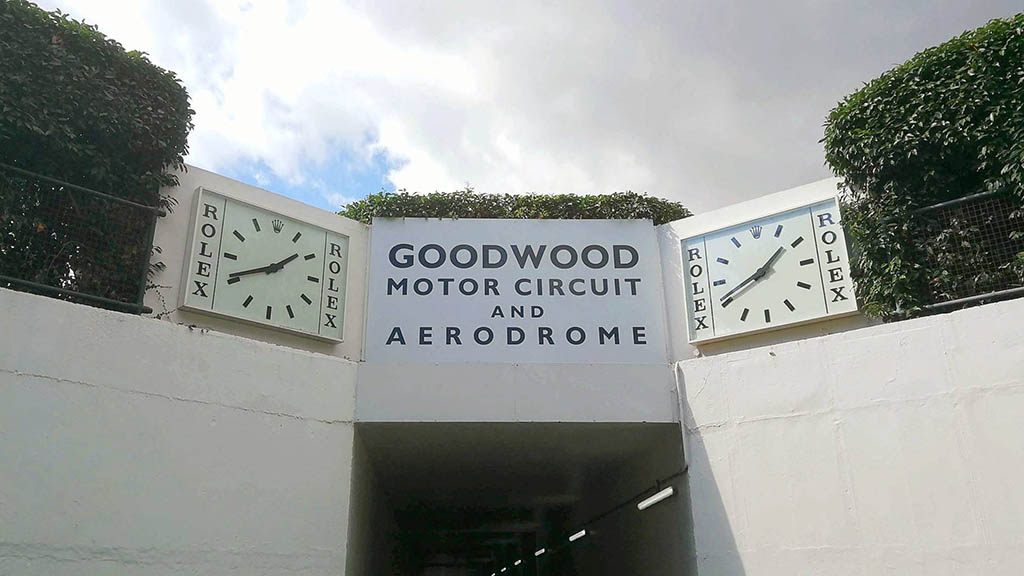 ROLEX
ROLEX
GOODWOOD
MOTOR CIRCUIT
AND
AERODROME
ROLEX
ROLEX